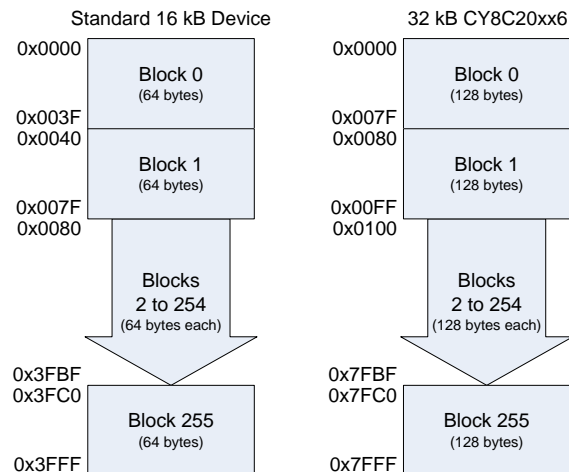 Standard 16 kB Device
0x0000
Block 0
(64 bytes)
0x003F
0x0040
Block 1
(64 bytes)
0x007F
0x0080
Blocks
2 to 254
(64 bytes each)
0x3FBF
0x3FC0
Block 255
(64 bytes)
0x3FFF
32 kB CY8C20xx6
0x0000
Block 0
(128 bytes)
0x007F
0x0080
Block 1
(128 bytes)
0x00FF
0x0100
Blocks
2 to 254
(128 bytes each)
0x7FBF
0x7FC0
Block 255
(128 bytes)
0x7FFF